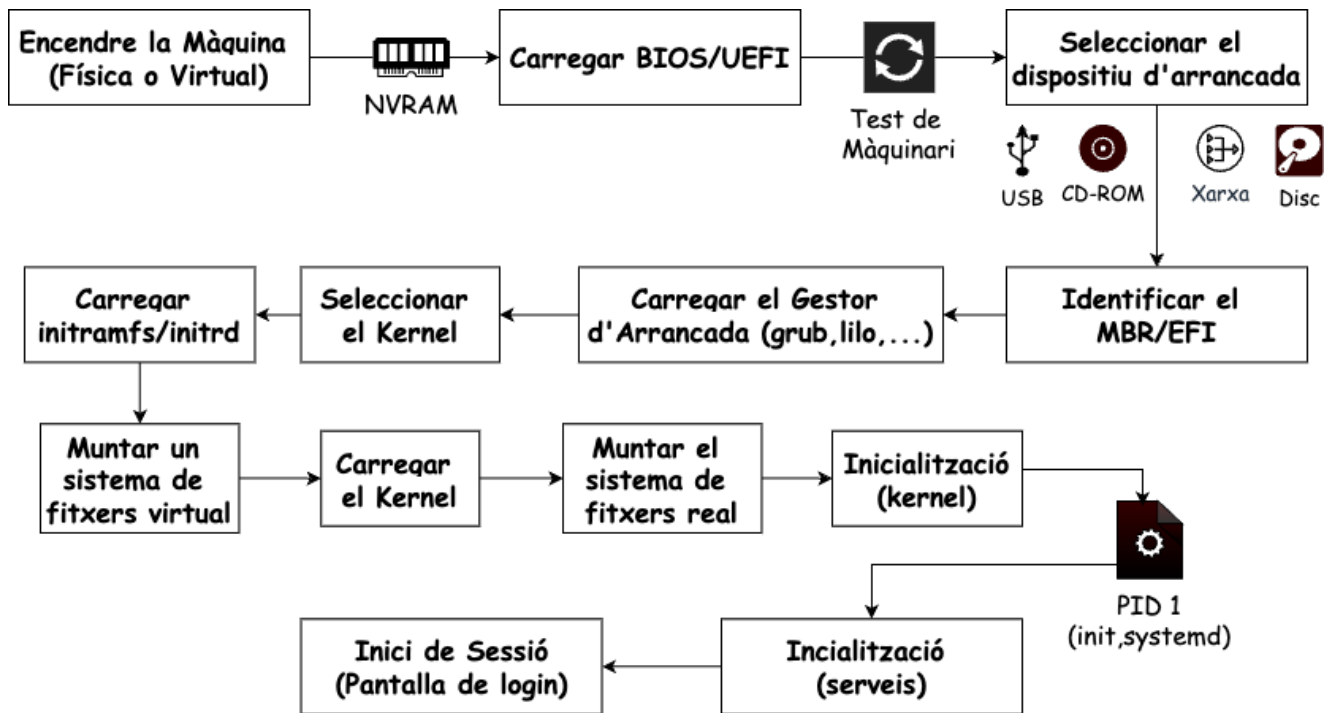 Encendre la Màquina
(Física o Virtual)
NVRAM
Carregar BIOS/UEFI
Test de
Màquinari
Seleccionar el
dispositiu d'arrancada
USB
CD-ROM
Xarxa
Disc
Identificar el
MBR/EFI
Carregar el Gestor
d'Arrancada (grub,lilo,...)
Seleccionar
el Kernel
Carregar
initramfs/initrd
Muntar un
sistema de
fitxers virtual
Carregar
el Kernel
Muntar el
sistema de
fitxers real
Inicialització
(kernel)
PID 1
(init,systemd)
Incialització
(serveis)
Inici de Sessió
(Pantalla de login)